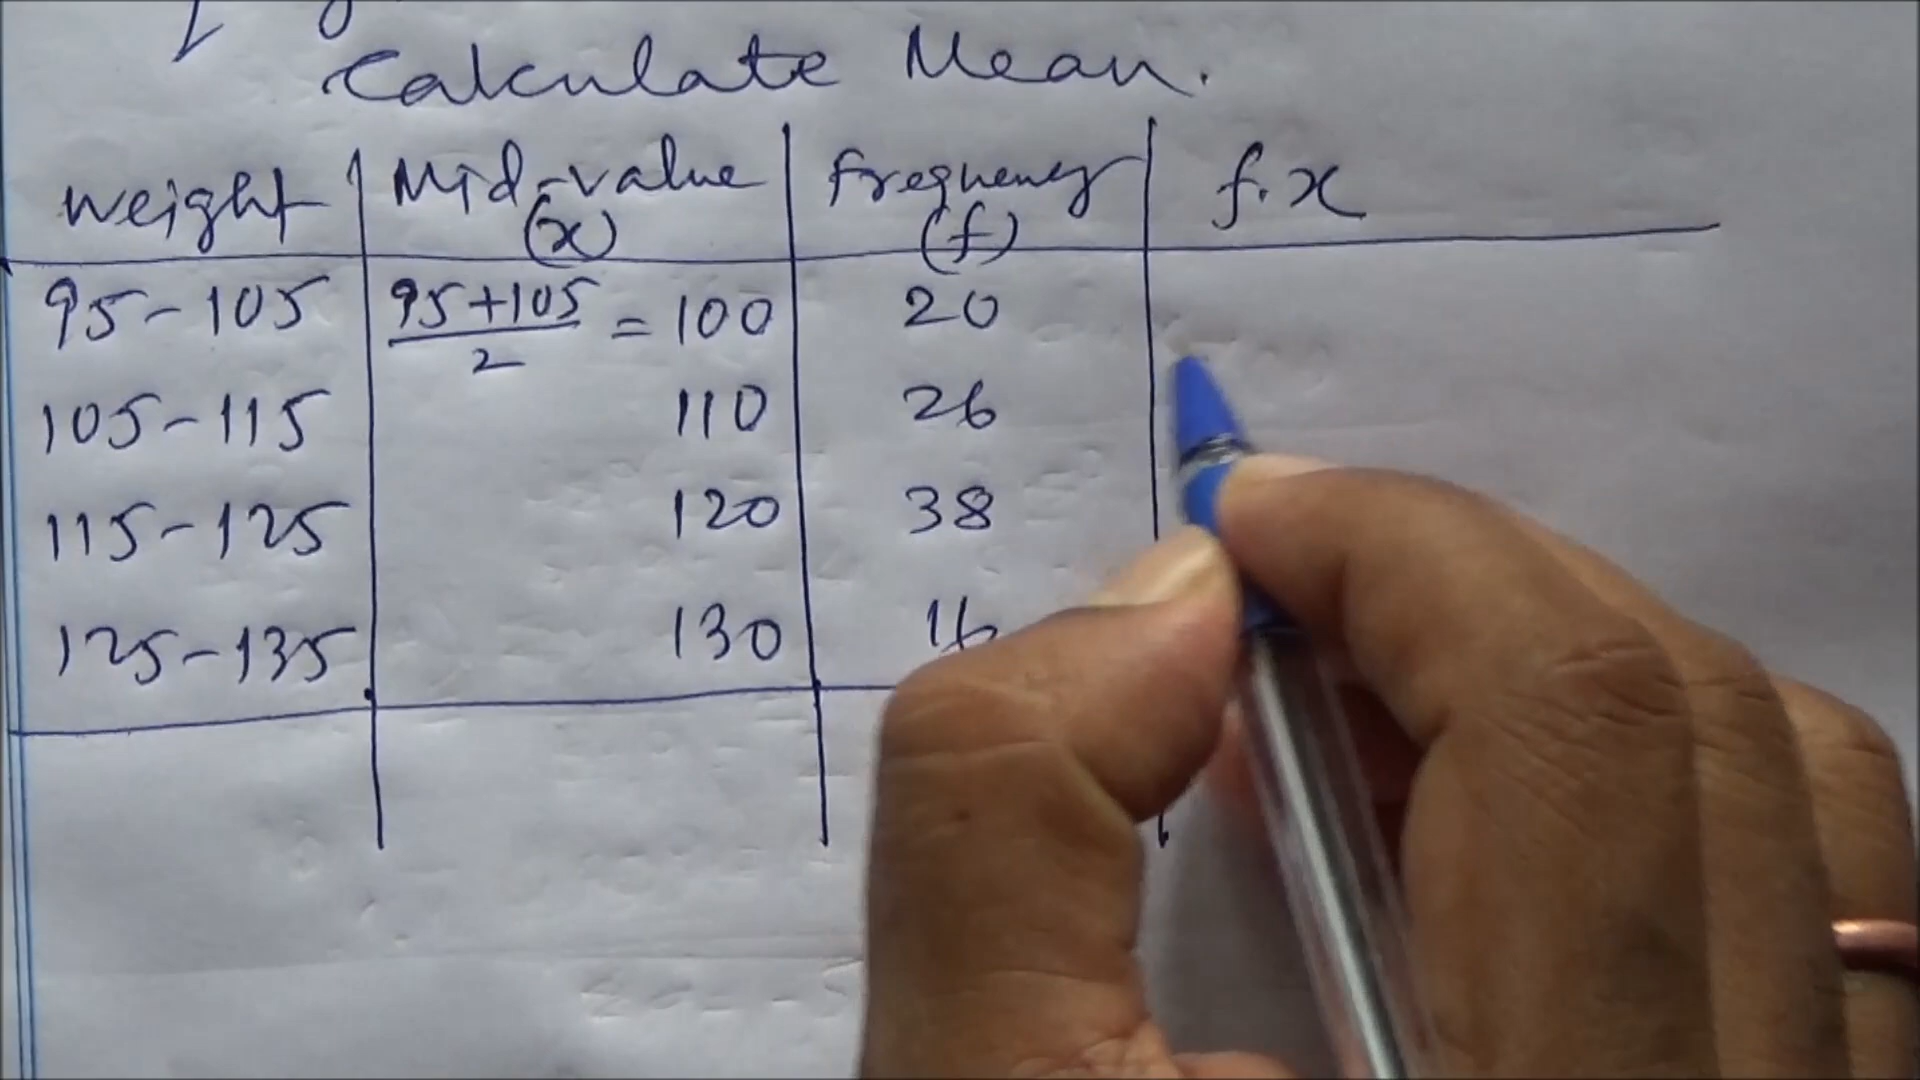 Calculate Mean.
Weight Mid-value (x) Frequency (f) f.x
95-105 95+105/2 = 100 20
105-115 110 26
115-125 120 38
125-135 130 16